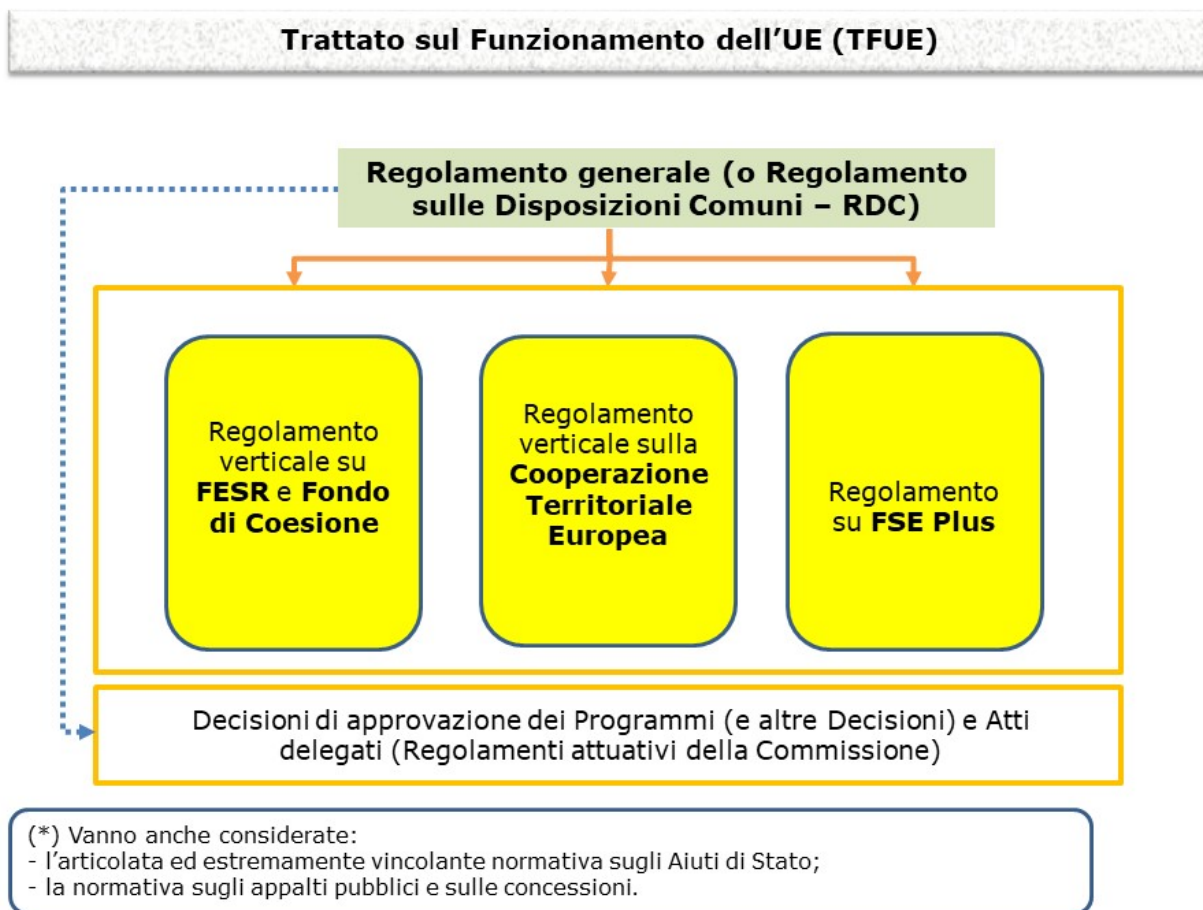 Trattato sul Funzionamento dell’UE (TFUE)
Regolamento generale (o Regolamento
sulle Disposizioni Comuni – RDC)
Regolamento
verticale su
FESR e Fondo
di Coesione
Regolamento
verticale sulla
Cooperazione
Territoriale
Europea
Regolamento
su FSE Plus
Decisioni di approvazione dei Programmi (e altre Decisioni) e Atti
delegati (Regolamenti attuativi della Commissione)
(*) Vanno anche considerate:
- l’articolata ed estremamente vincolante normativa sugli Aiuti di Stato;
- la normativa sugli appalti pubblici e sulle concessioni.